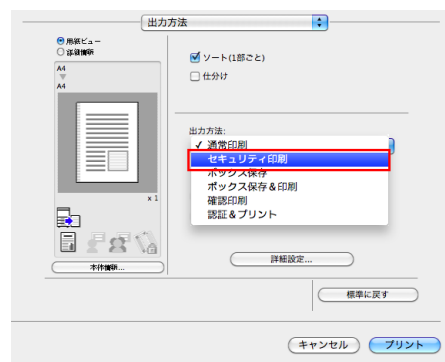 出力方法
用紙ビュー
詳細情報
A4
A4
x 1
本体情報...
ソート(1部ごと)
仕分け
出力方法:
✓ 通常印刷
セキュリティ印刷
ボックス保存
ボックス保存&印刷
確認印刷
認証&プリント
詳細設定...
標準に戻す
キャンセル
プリント